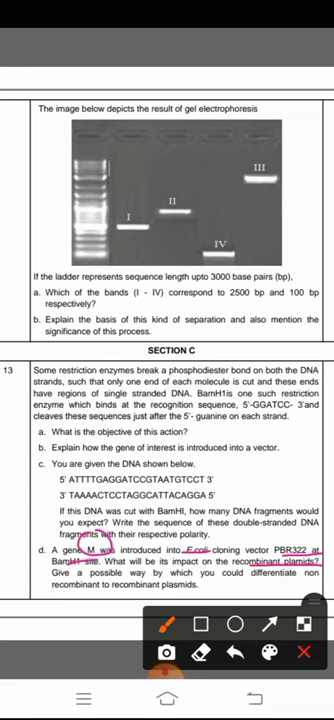 The image below depicts the result of gel electrophoresis
III
II
I
IV
If the ladder represents sequence length upto 3000 base pairs (bp),
a. Which of the bands (I - IV) correspond to 2500 bp and 100 bp
respectively?
b. Explain the basis of this kind of separation and also mention the
significance of this process.
SECTION C
13
Some restriction enzymes break a phosphodiester bond on both the DNA
strands, such that only one end of each molecule is cut and these ends
have regions of single stranded DNA. BamH1is one such restriction
enzyme which binds at the recognition sequence, 5'-GGATCC- 3'and
cleaves these sequences just after the 5'- guanine on each strand.
a. What is the objective of this action?
b. Explain how the gene of interest is introduced into a vector.
c. You are given the DNA shown below.
5' ATTTTGAGGATCCGTAATGTCCT 3'
3' TAAAACTCCTAGGCATTACAGGA 5'
If this DNA was cut with BamHI, how many DNA fragments would
you expect? Write the sequence of these double-stranded DNA
fragments with their respective polarity.
d. A gene M was introduced into E.coli cloning vector PBR322 at
BamH1 site. What will be its impact on the recombinant plamids?
Give a possible way by which you could differentiate non
recombinant to recombinant plasmids.